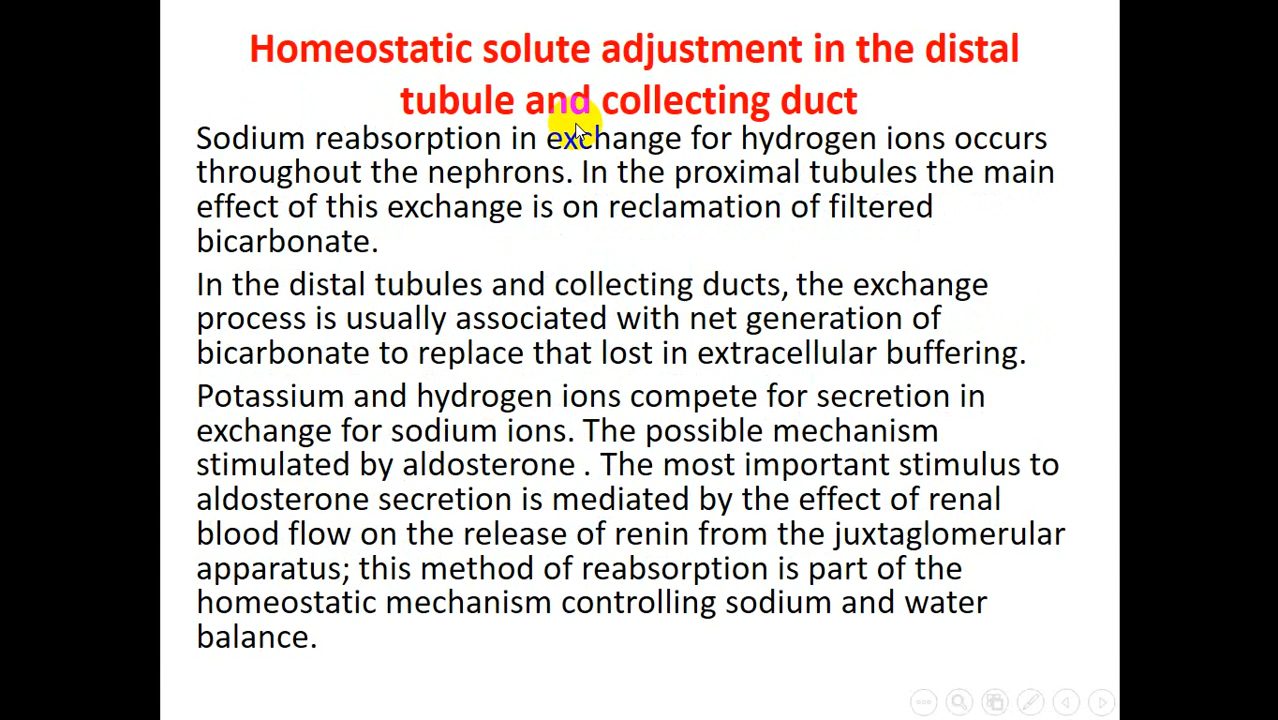 Homeostatic solute adjustment in the distal
tubule and collecting duct
Sodium reabsorption in exchange for hydrogen ions occurs
throughout the nephrons. In the proximal tubules the main
effect of this exchange is on reclamation of filtered
bicarbonate.
In the distal tubules and collecting ducts, the exchange
process is usually associated with net generation of
bicarbonate to replace that lost in extracellular buffering.
Potassium and hydrogen ions compete for secretion in
exchange for sodium ions. The possible mechanism
stimulated by aldosterone . The most important stimulus to
aldosterone secretion is mediated by the effect of renal
blood flow on the release of renin from the juxtaglomerular
apparatus; this method of reabsorption is part of the
homeostatic mechanism controlling sodium and water
balance.